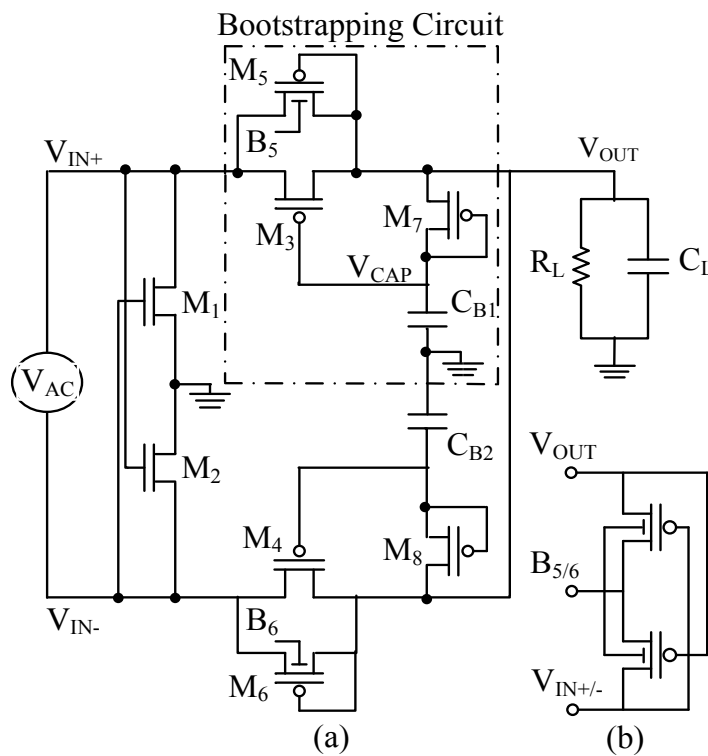 Bootstrapping Circuit
M5
B5
VIN+
VOUT
M3
M7
VCAP
RL
CL
CB1
M1
VAC
M2
CB2
VOUT
M4
M8
B5/6
VIN-
B6
M6
VIN+/-
(a)
(b)